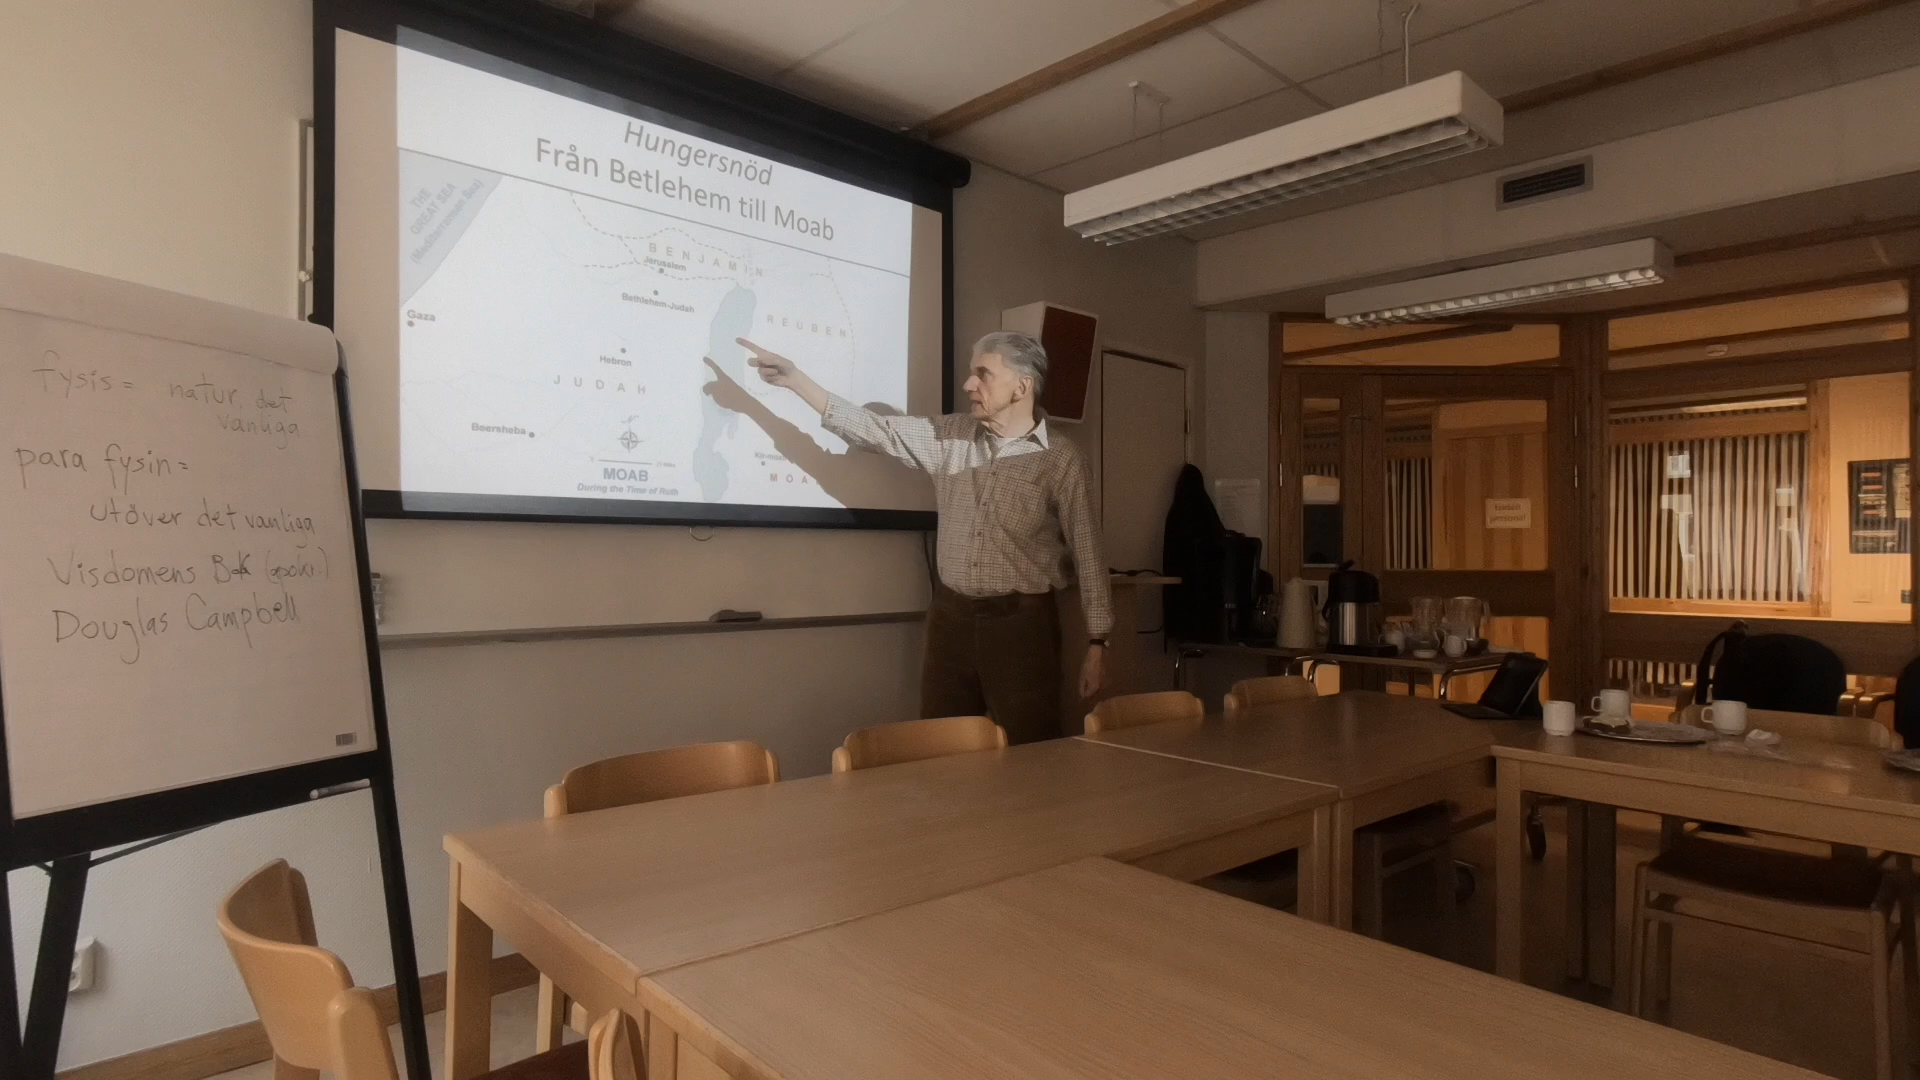 Hungersnöd
Från Betlehem till Moab
THE
GREAT SEA
(Mediterranean Sea)
BENJAMIN
Jerusalem
Bethlehem-Judah
REUBEN
Gaza
Hebron
JUDAH
Beersheba
MOAB
During the Time of Ruth
fysis = natur, det
vanliga
para fysin =
utöver det vanliga
Visdomens Bok
Douglas Campbell